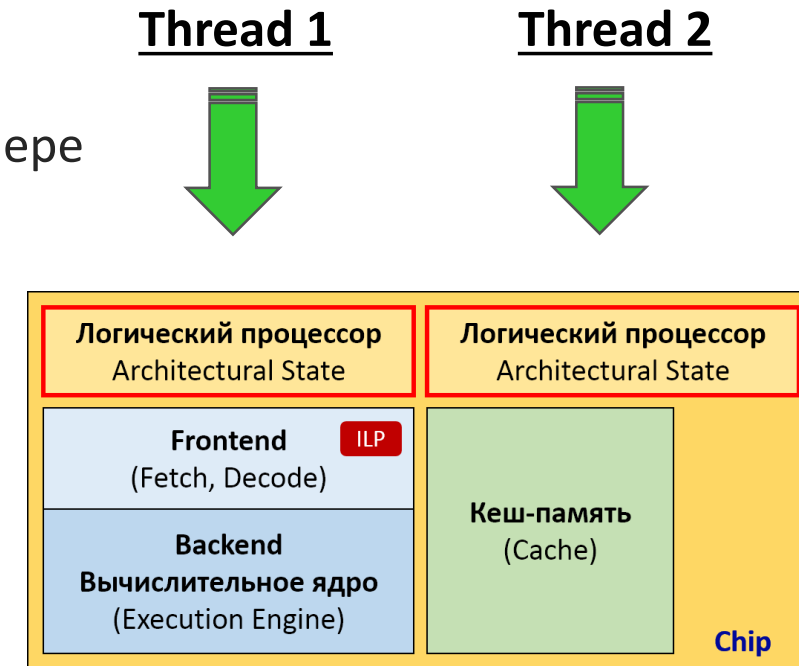 Thread 1
Thread 2
ере
Логический процессор
Architectural State
Логический процессор
Architectural State
Frontend
ILP
(Fetch, Decode)
Backend
Вычислительное ядро
(Execution Engine)
Кеш-память
(Cache)
Chip